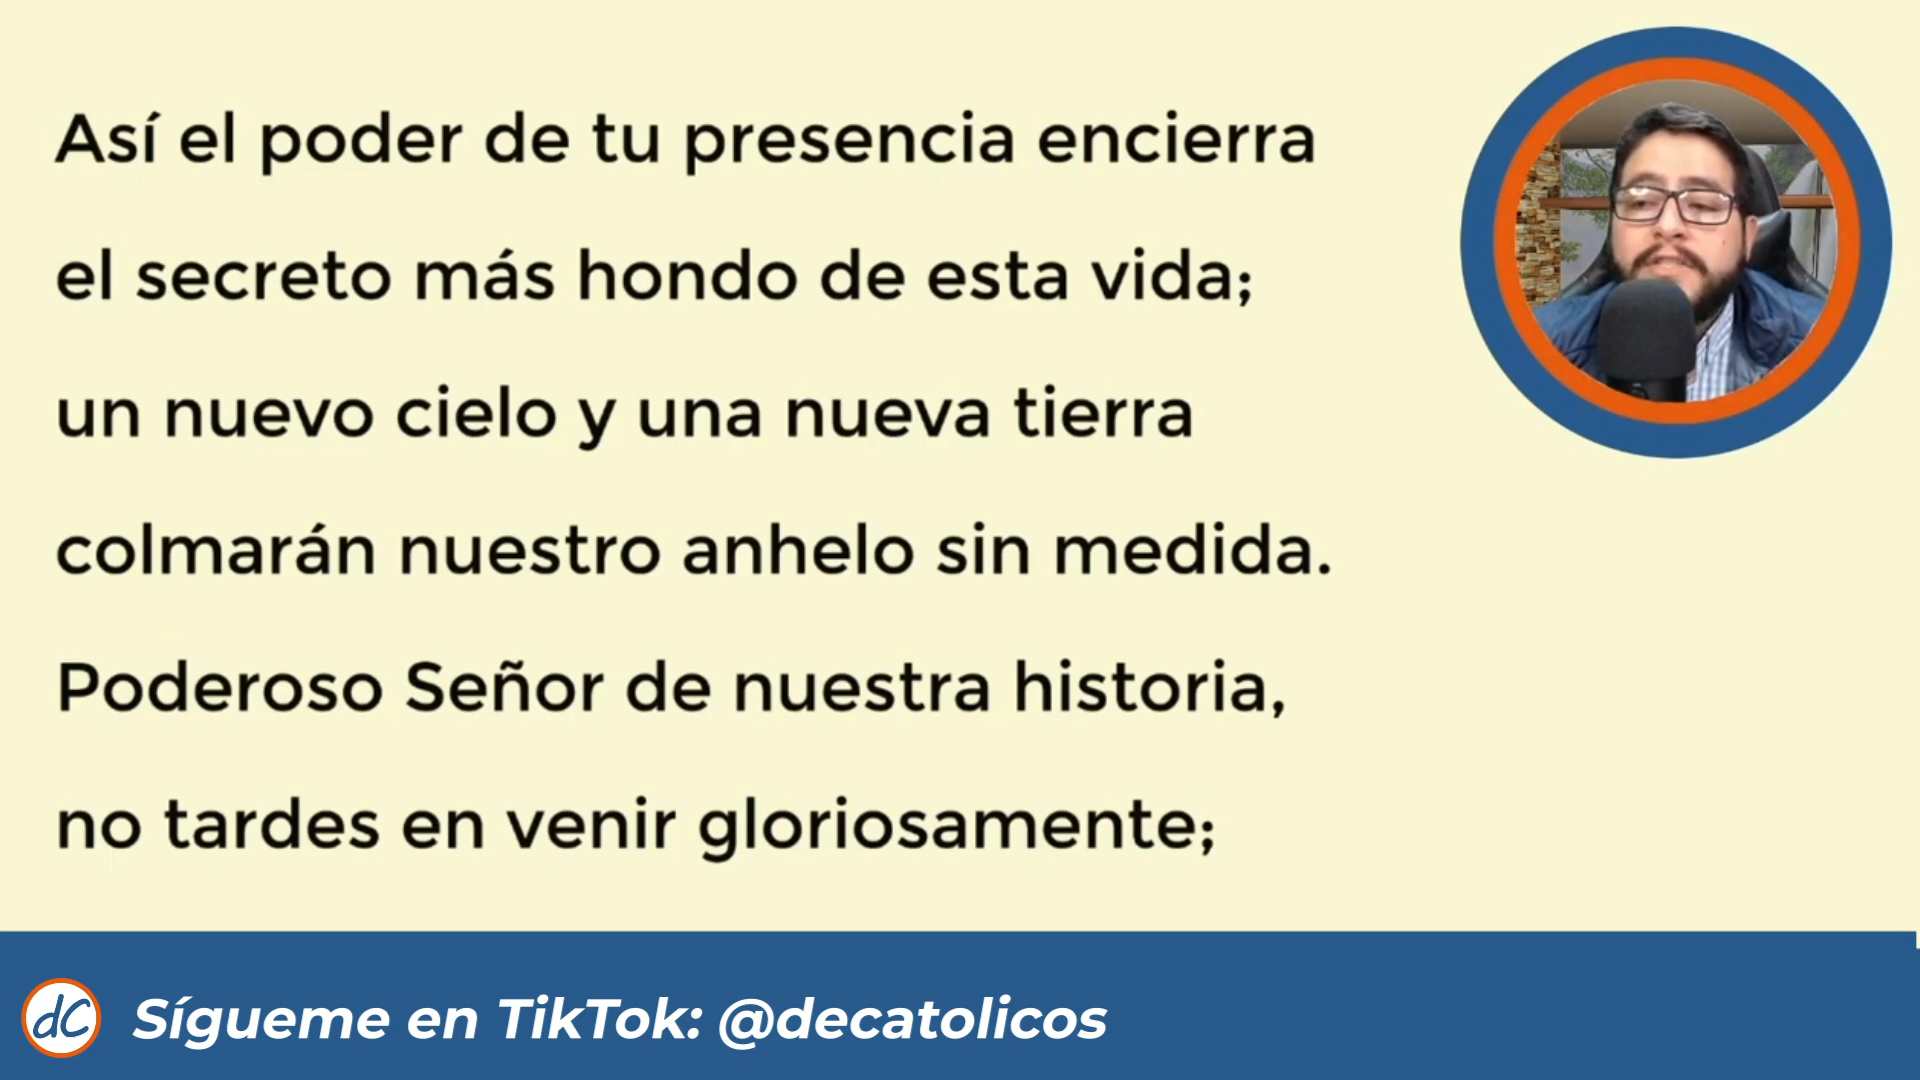 Así el poder de tu presencia encierra
el secreto más hondo de esta vida;
un nuevo cielo y una nueva tierra
colmarán nuestro anhelo sin medida.
Poderoso Señor de nuestra historia,
no tardes en venir gloriosamente;
dC Sígueme en TikTok: @decatolicos